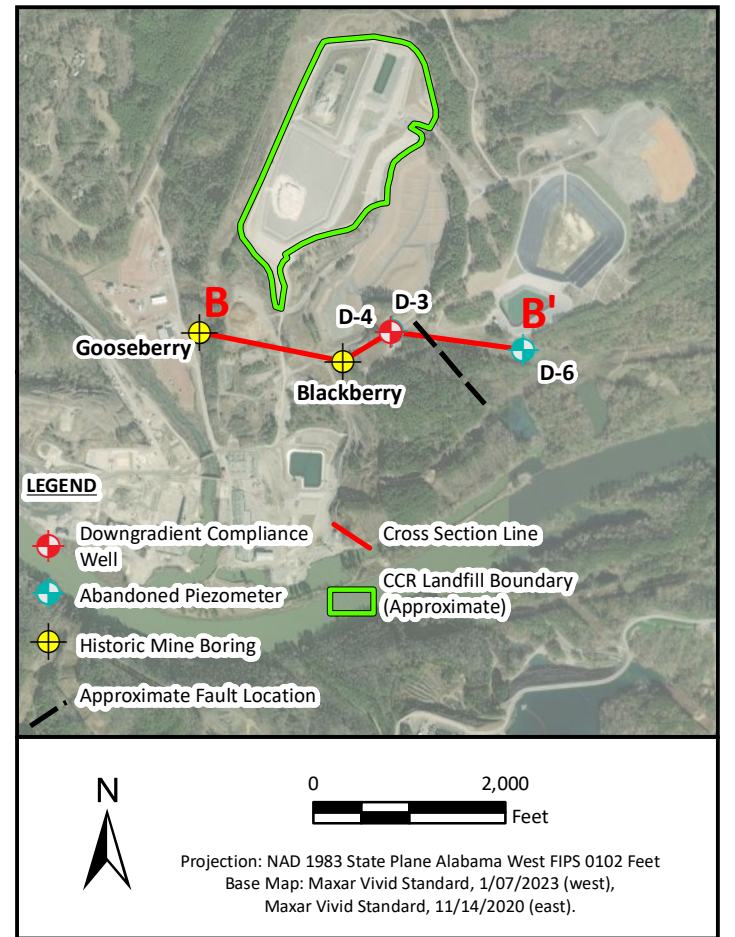 B
D-3
B'
D-4
Gooseberry
D-6
Blackberry
LEGEND
Downgradient Compliance
Well
Abandoned Piezometer
Historic Mine Boring
Approximate Fault Location
Cross Section Line
CCR Landfill Boundary
(Approximate)
N
0 2,000
Feet
Projection: NAD 1983 State Plane Alabama West FIPS 0102 Feet
Base Map: Maxar Vivid Standard, 1/07/2023 (west),
Maxar Vivid Standard, 11/14/2020 (east).